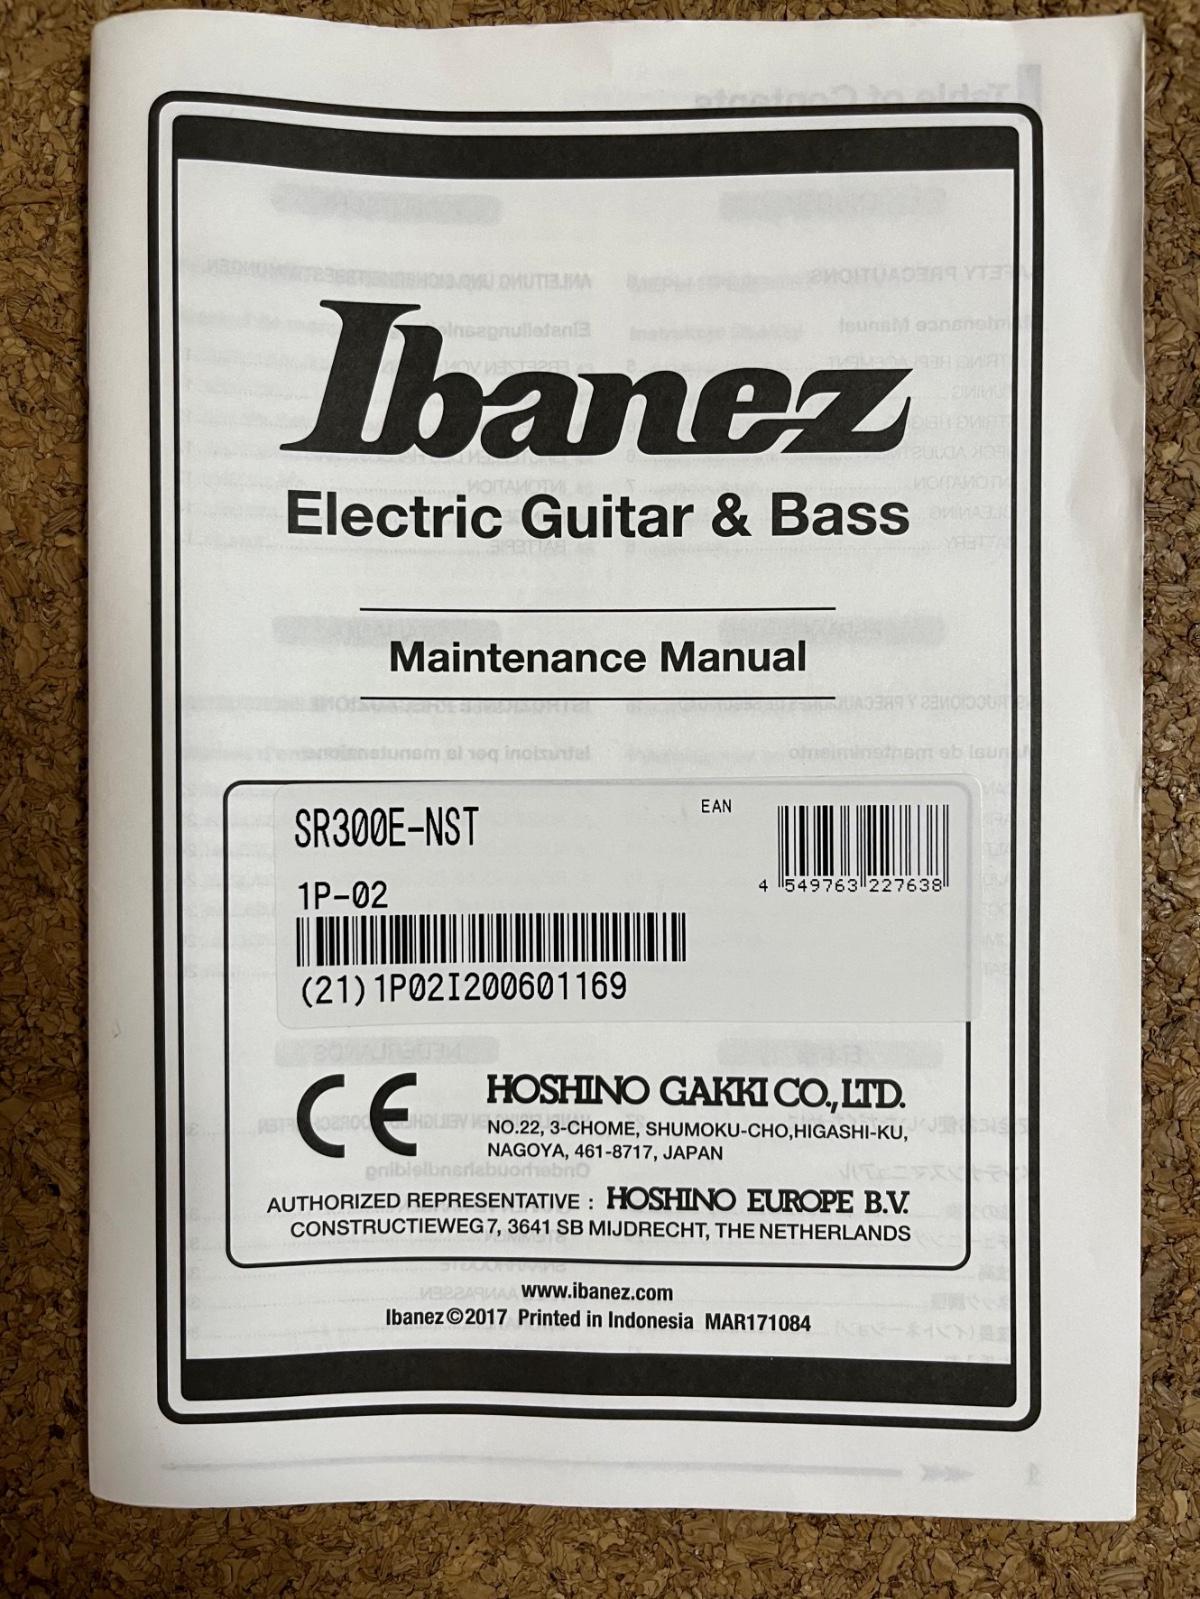 Ibanez
Electric Guitar & Bass
Maintenance Manual
SR300E-NST
EAN
4 549763 227638
1P-02
(21)1P02I200601169
CE
HOSHINO GAKKI CO., LTD.
NO.22, 3-CHOME, SHUMOKU-CHO,HIGASHI-KU,
NAGOYA, 461-8717, JAPAN
AUTHORIZED REPRESENTATIVE : HOSHINO EUROPE B.V.
CONSTRUCTIEWEG 7, 3641 SB MIJDRECHT, THE NETHERLANDS
www.ibanez.com
Ibanez©2017 Printed in Indonesia MAR171084